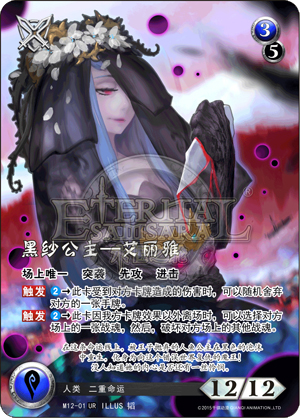 3
5
ETERNAL
SAMSARA
黑纱公主—艾丽雅
场上唯一 突袭 先攻 进击
触发 2→此卡受到对方卡牌造成的伤害时,可以随机舍弃
对方的一张手牌。
触发 2→此卡因我方卡牌效果以外离场时,可以选择对方
场上的一张战魂,然后,破坏对方场上的其他战魂。
人类 二重命运
M12-01 UR ILLUS 韬
12/12